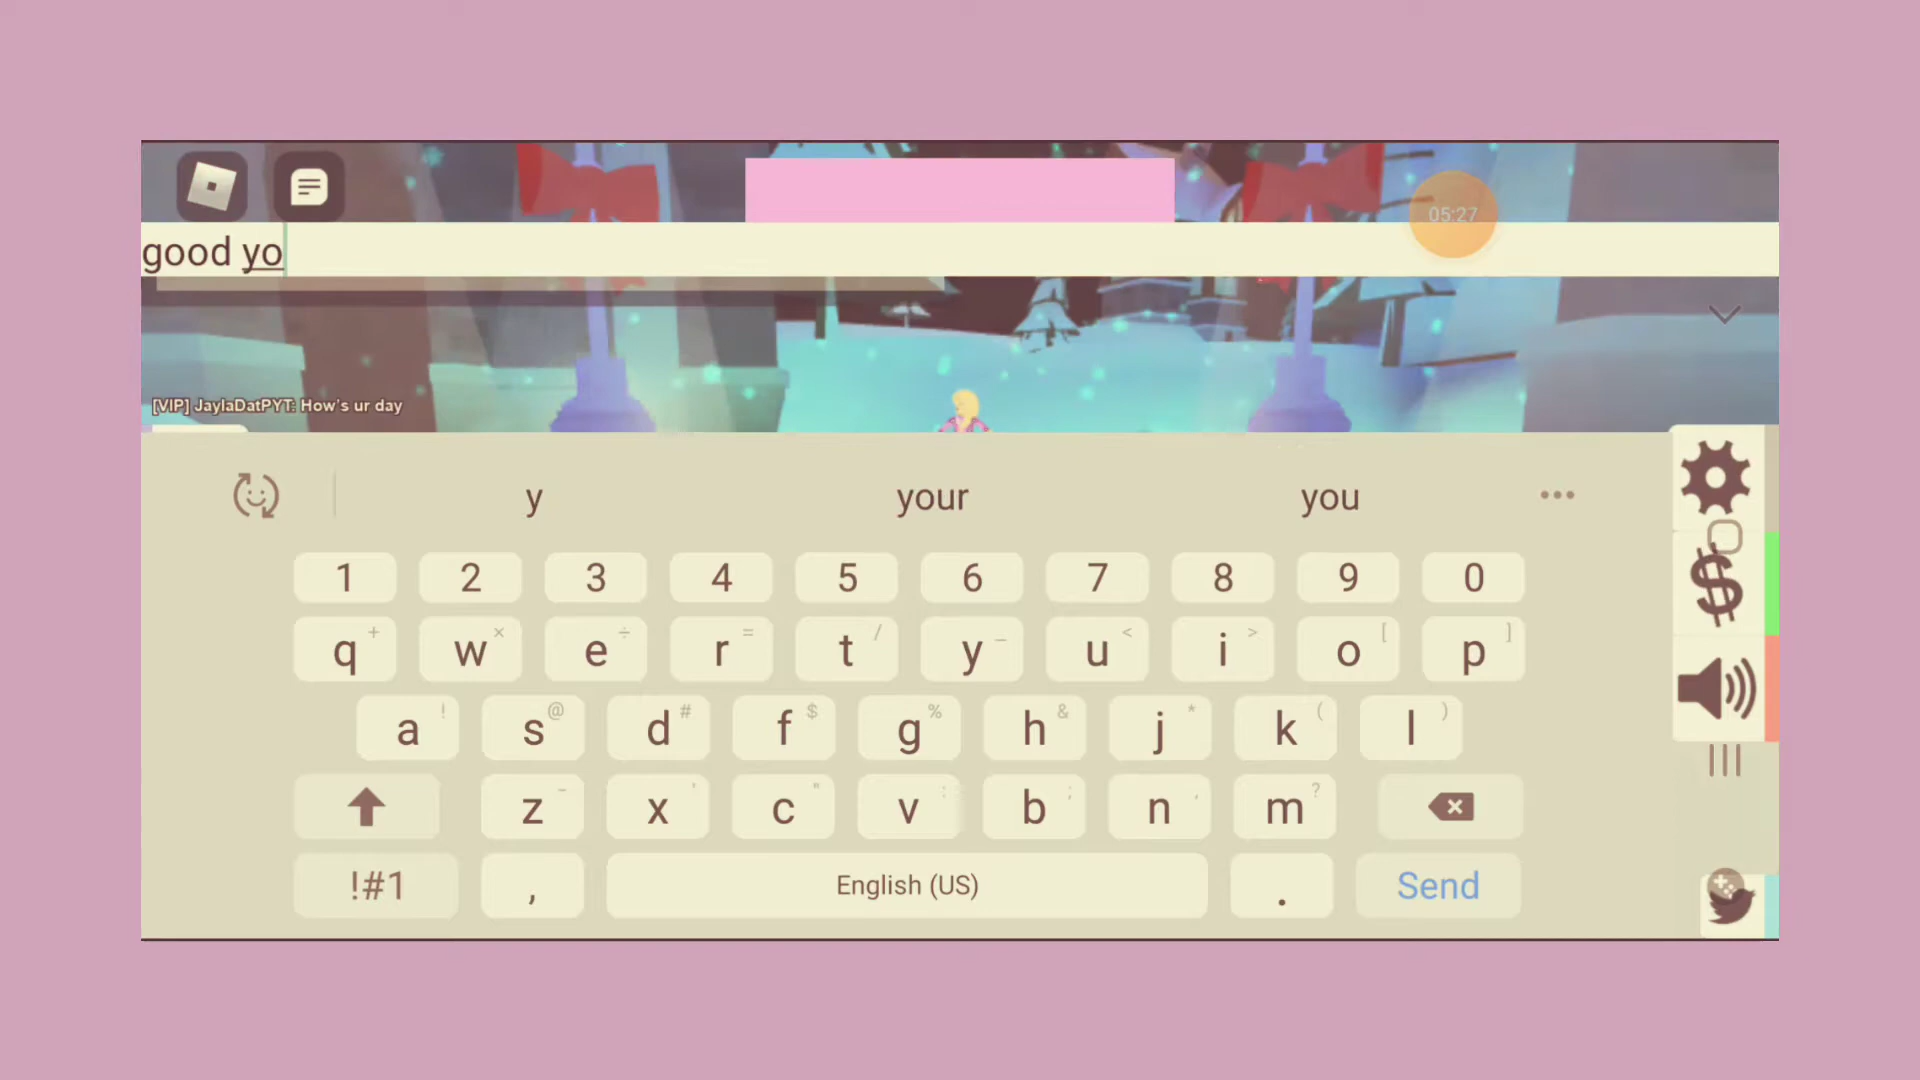 05:27
good yo
[VIP] JaylaDatPYT: How's ur day
y your you
1 2 3 4 5 6 7 8 9 0
q + w × e ÷ r = t / y _ u < i > o [ p ]
a ! s @ d # f $ g % h & j * k ( l )
z - x ' c " v : b ; n , m ?
!#1 , English (US) . Send